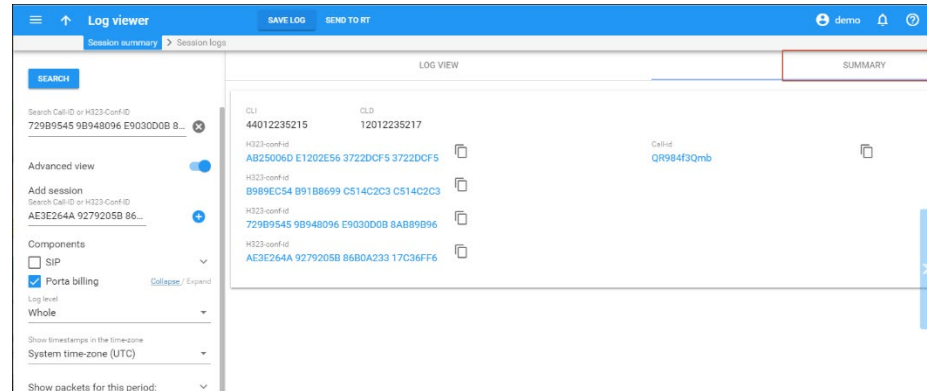 Log viewer
SAVE LOG
SEND TO RT
demo
Session summary > Session logs
SEARCH
Search Call-ID or H323-Conf-ID
729B9545 9B948096 E9030D0B 8...
Advanced view
Add session
Search Call-ID or H323-Conf-ID
AE3E264A 9279205B 86...
Components
SIP
Porta billing
Collapse / Expand
Log level
Whole
Show timestamps in the time-zone
System time-zone (UTC)
Show packets for this period:
LOG VIEW
SUMMARY
CLI CLD
44012235215 12012235217
H323-conf-id
AB25006D E1202E56 3722DCF5 3722DCF5
Call-id
QR984f3Qmb
H323-conf-id
B989EC54 B91B8699 C514C2C3 C514C2C3
H323-conf-id
729B9545 9B948096 E9030D0B 8AB89B96
H323-conf-id
AE3E264A 9279205B 86B0A233 17C36FF6